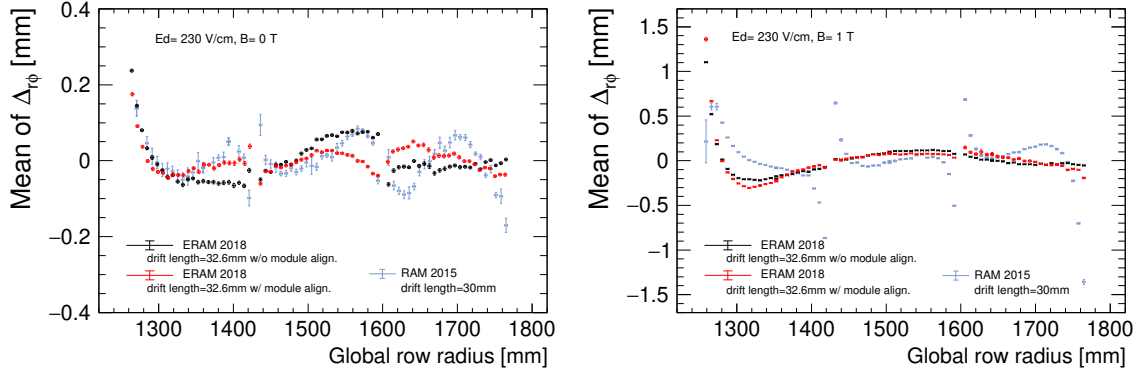 Mean of Δrφ [mm]
0.4
0.2
0
−0.2
−0.4
Ed= 230 V/cm, B= 0 T
ERAM 2018
drift length=32.6mm w/o module align.
ERAM 2018
drift length=32.6mm w/ module align.
RAM 2015
drift length=30mm
1300 1400 1500 1600 1700 1800
Global row radius [mm]
Mean of Δrφ [mm]
1.5
1
0.5
0
−0.5
−1
−1.5
Ed= 230 V/cm, B= 1 T
ERAM 2018
drift length=32.6mm w/o module align.
ERAM 2018
drift length=32.6mm w/ module align.
RAM 2015
drift length=30mm
1300 1400 1500 1600 1700 1800
Global row radius [mm]